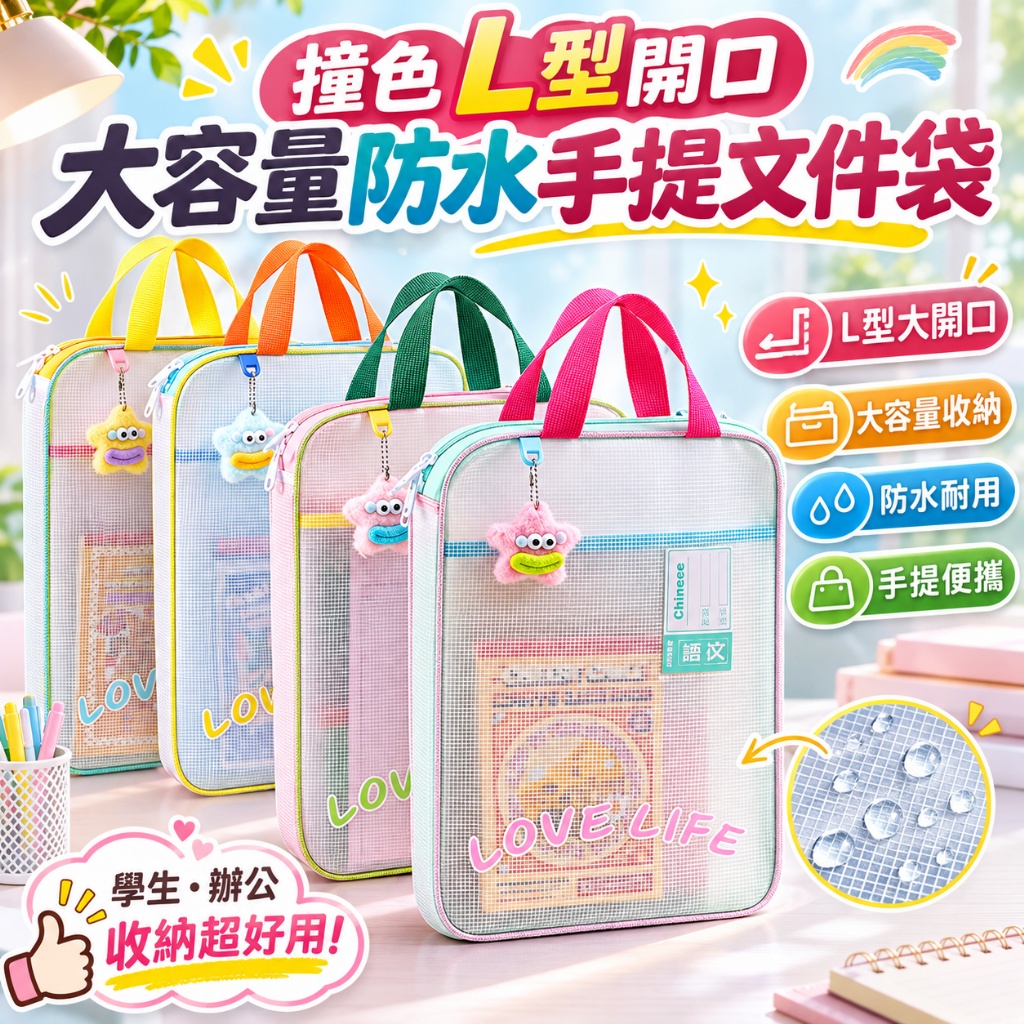 撞色L型開口
大容量防水手提文件袋
L型大開口
大容量收納
防水耐用
手提便攜
Chineee
語文
LOV
LOV
LOV
LOVE LIFE
學生・辦公
收納超好用!